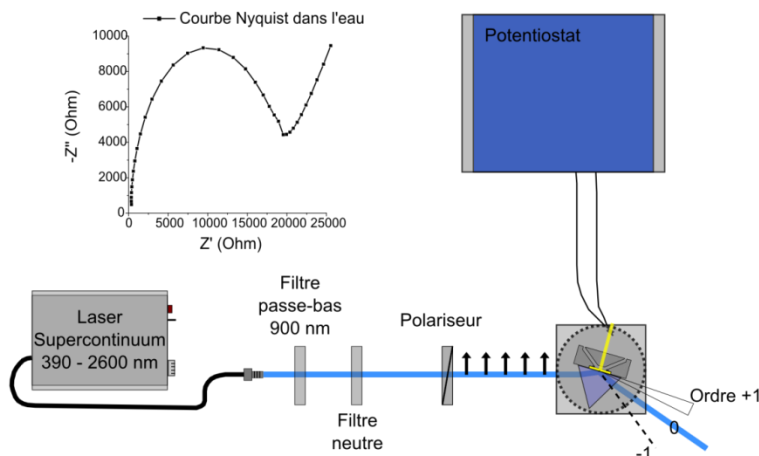 Courbe Nyquist dans l'eau
10000
8000
6000
4000
2000
0
-Z'' (Ohm)
0 5000 10000 15000 20000 25000
Z' (Ohm)
Potentiostat
Laser
Supercontinuum
390 - 2600 nm
Filtre
passe-bas
900 nm
Filtre
neutre
Polariseur
Ordre +1
0
-1